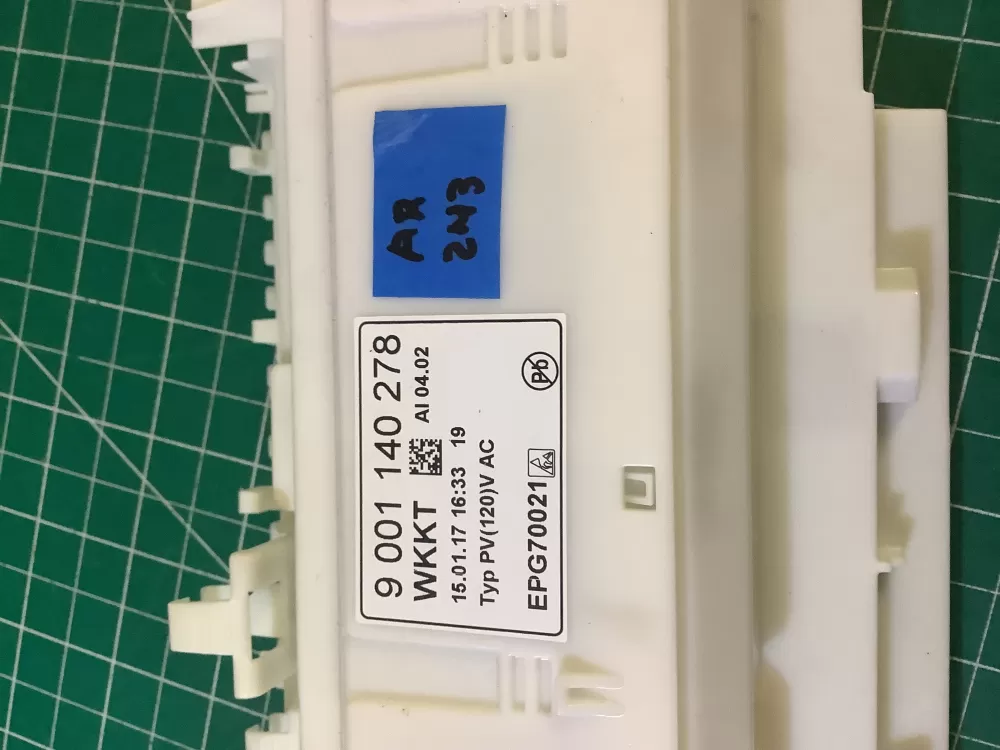 AR
2N3
9 001 140 278
WKKT AI 04.02
15.01.17 16:33 19
Typ PV(120)V AC
EPG70021
Pb